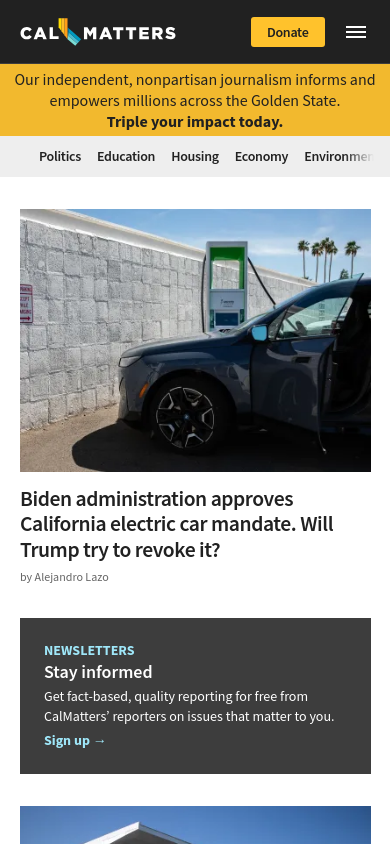 CAL MATTERS
Donate
Our independent, nonpartisan journalism informs and
empowers millions across the Golden State.
Triple your impact today.
Politics Education Housing Economy
Biden administration approves
California electric car mandate. Will
Trump try to revoke it?
by Alejandro Lazo
NEWSLETTERS
Stay informed
Get fact-based, quality reporting for free from
CalMatters’ reporters on issues that matter to you.
Sign up →